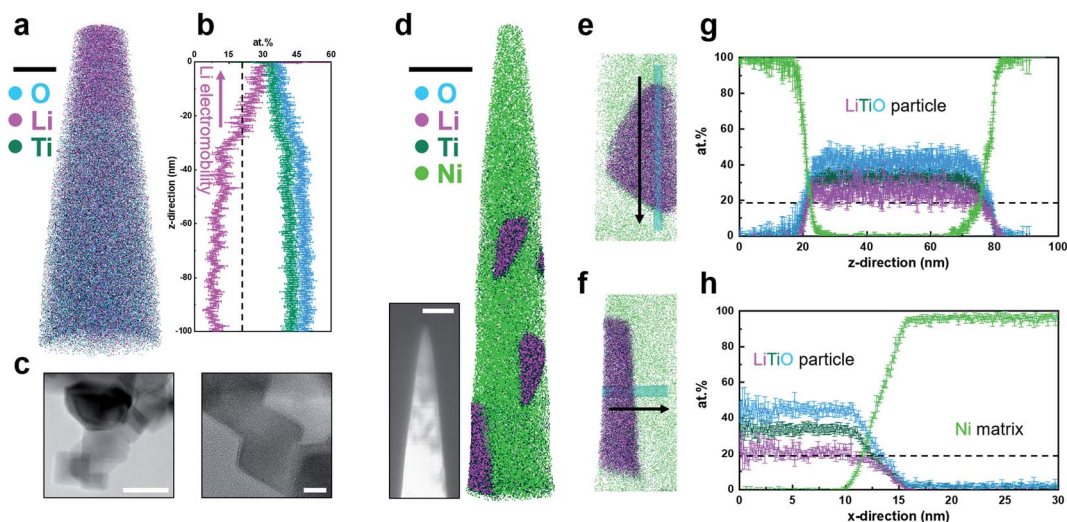 a
O
Li
Ti
b
at.%
0 15 30 45 60
Li electromobility
z-direction (nm)
0
-20
-40
-60
-80
-100
c
d
O
Li
Ti
Ni
e
f
g
LiTiO particle
at.%
100
80
60
40
20
0
0 20 40 60 80 100
z-direction (nm)
h
LiTiO particle
Ni matrix
at.%
100
80
60
40
20
0
0 5 10 15 20 25 30
x-direction (nm)